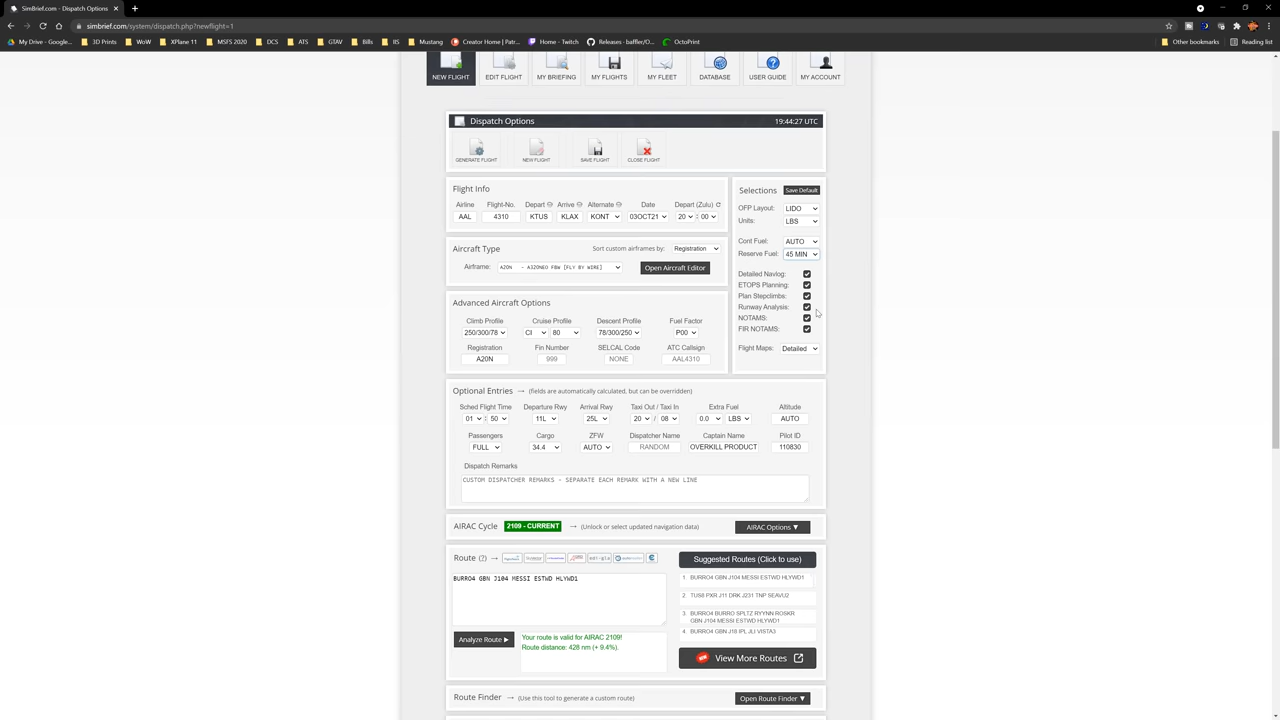 SimBrief.com - Dispatch Options
simbrief.com/system/dispatch.php?newflight=1
My Drive - Google... 3D Prints WoW XPlane 11 MSFS 2020 DCS ATS GTAV Bills IIS Mustang Creator Home | Patr... Home - Twitch Releases - baffler/O... OctoPrint Other bookmarks Reading list
NEW FLIGHT EDIT FLIGHT MY BRIEFING MY FLIGHTS MY FLEET DATABASE USER GUIDE MY ACCOUNT
Dispatch Options 19:44:27 UTC
GENERATE FLIGHT NEW FLIGHT SAVE FLIGHT CLOSE FLIGHT
Flight Info
Airline Flight-No. Depart Arrive Alternate Date Depart (Zulu)
AAL 4310 KTUS KLAX KONT 03OCT21 20 : 00
Selections Save Default
OFP Layout: LIDO
Units: LBS
Cont Fuel: AUTO
Reserve Fuel: 45 MIN
Detailed Navlog:
ETOPS Planning:
Plan Stepclimbs:
Runway Analysis:
NOTAMS:
FIR NOTAMS:
Flight Maps: Detailed
Aircraft Type Sort custom airframes by: Registration
Airframe: A20N - A320NEO FBW [FLY BY WIRE] Open Aircraft Editor
Advanced Aircraft Options
Climb Profile Cruise Profile Descent Profile Fuel Factor
250/300/78 CI 80 78/300/250 P00
Registration Fin Number SELCAL Code ATC Callsign
A20N 999 NONE AAL4310
Optional Entries → (fields are automatically calculated, but can be overridden)
Sched Flight Time Departure Rwy Arrival Rwy Taxi Out / Taxi In Extra Fuel Altitude
01 : 50 11L 25L 20 / 08 0.0 LBS AUTO
Passengers Cargo ZFW Dispatcher Name Captain Name Pilot ID
FULL 34.4 AUTO RANDOM OVERKILL PRODUCT 110830
Dispatch Remarks
CUSTOM DISPATCHER REMARKS - SEPARATE EACH REMARK WITH A NEW LINE
AIRAC Cycle 2109 - CURRENT → (Unlock or select updated navigation data) AIRAC Options ▼
Route (?) →
BURRO4 GBN J104 MESSI ESTWD HLYWD1
Analyze Route ▶
Your route is valid for AIRAC 2109!
Route distance: 428 nm (+ 9.4%).
Suggested Routes (Click to use)
1. BURRO4 GBN J104 MESSI ESTWD HLYWD1
2. TUS8 PXR J11 DRK J231 TNP SEAVU2
3. BURRO4 BURRO SPLTZ RYYNN ROSKR
GBN J104 MESSI ESTWD HLYWD1
4. BURRO4 GBN J18 IPL JLI VISTA3
NEW View More Routes
Route Finder → (Use this tool to generate a custom route) Open Route Finder ▼